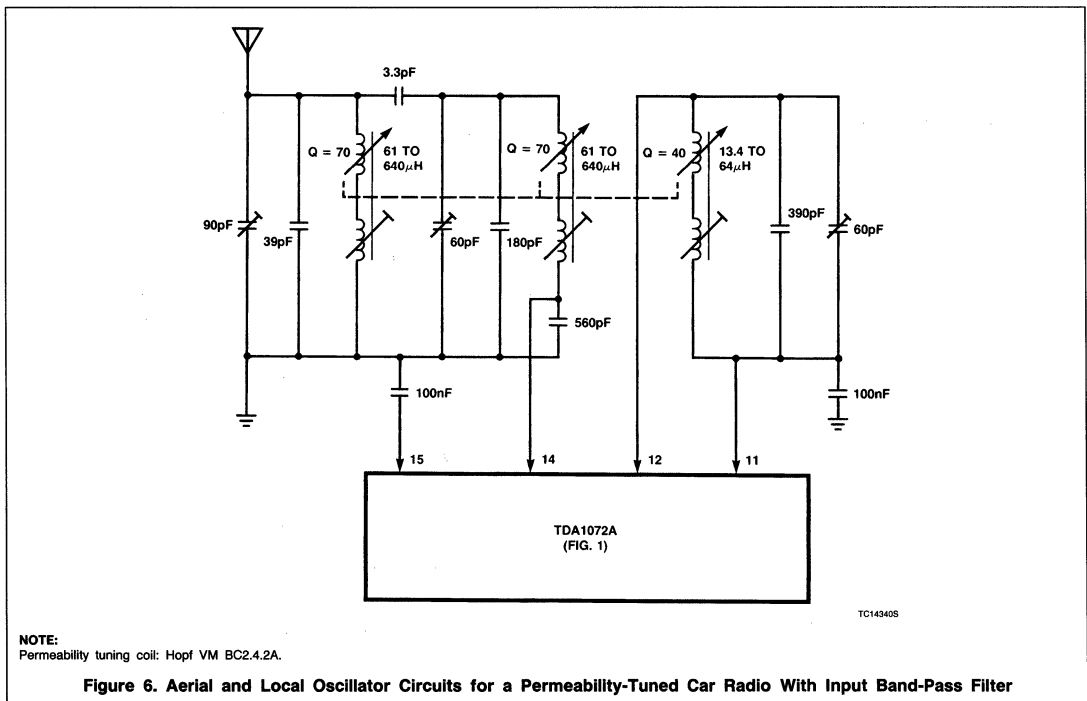 3.3pF
Q = 70
61 TO
640μH
Q = 70
61 TO
640μH
Q = 40
13.4 TO
64μH
90pF
39pF
60pF
180pF
390pF
60pF
560pF
100nF
100nF
15
14
12
11
TDA1072A
(FIG. 1)
TC14340S
NOTE:
Permeability tuning coil: Hopf VM BC2.4.2A.
Figure 6. Aerial and Local Oscillator Circuits for a Permeability-Tuned Car Radio With Input Band-Pass Filter